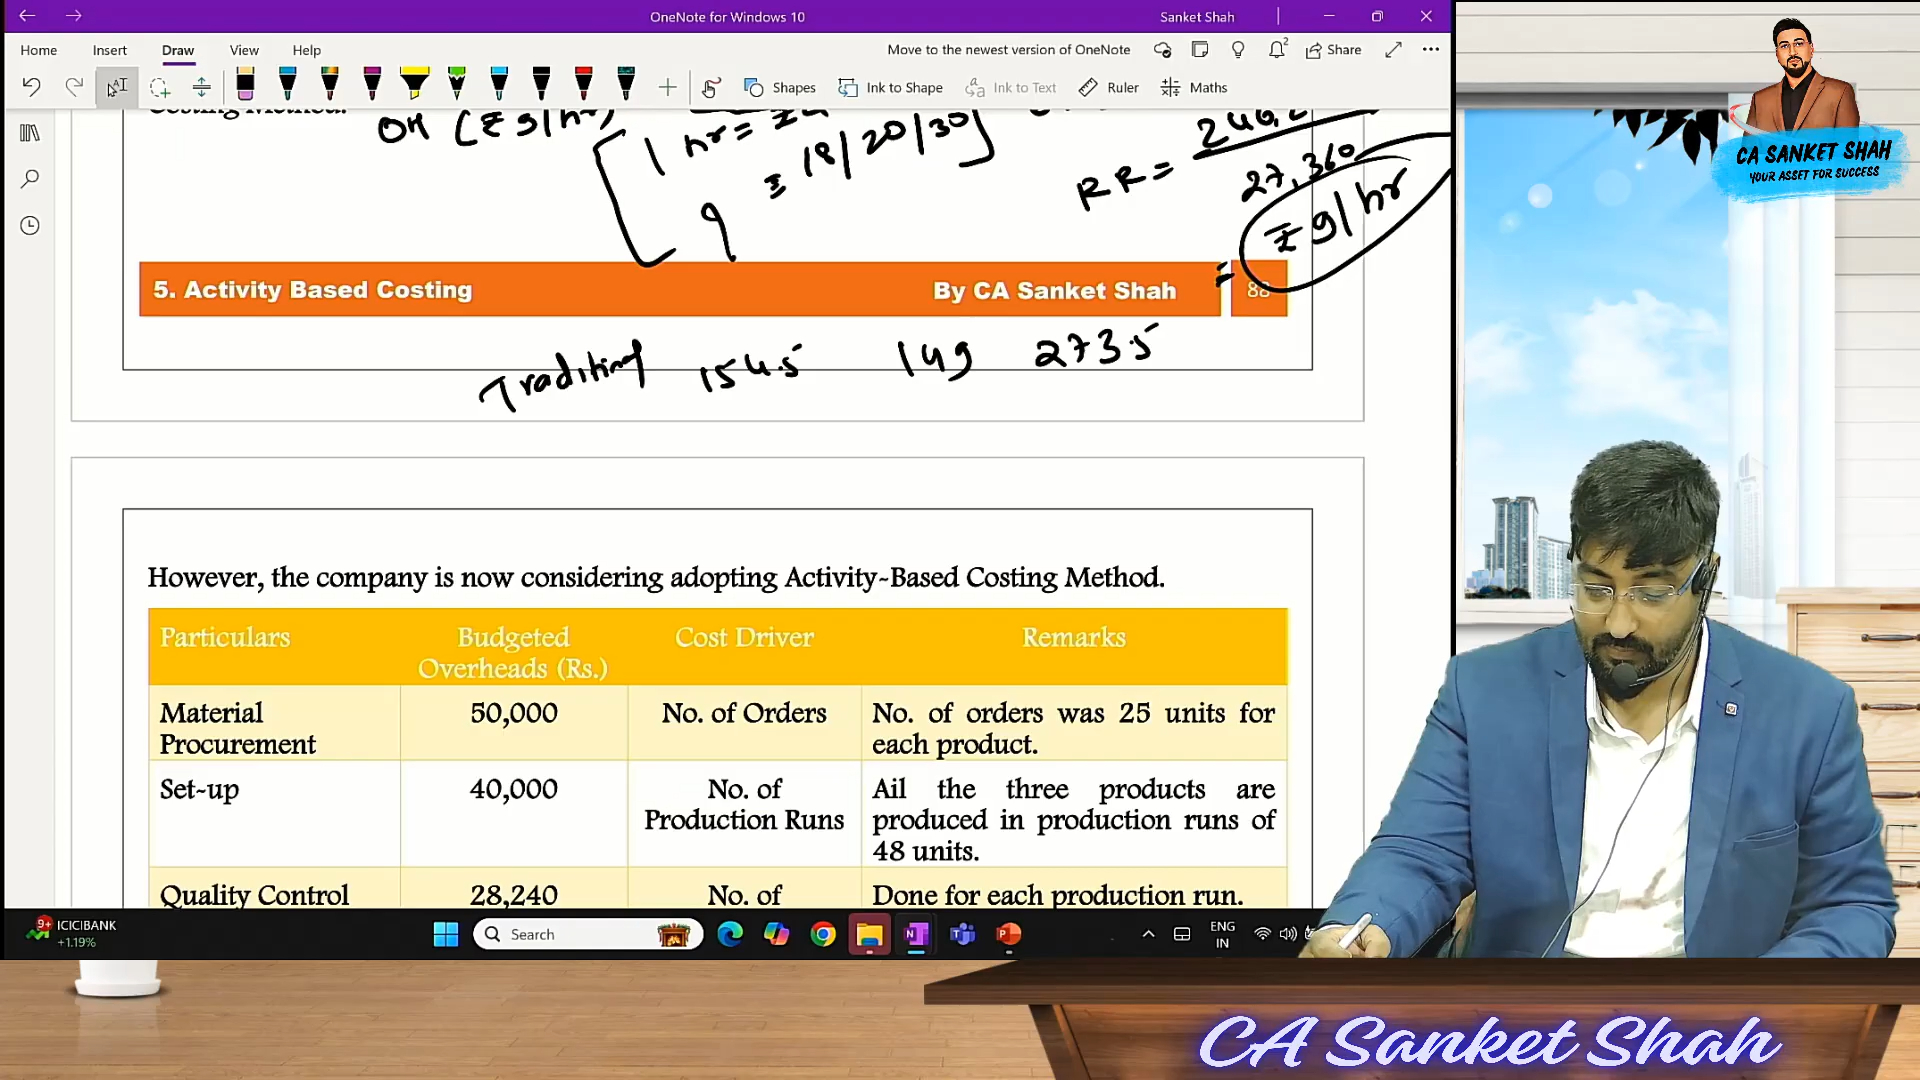 OneNote for Windows 10
Sanket Shah
Home Insert Draw View Help
Move to the newest version of OneNote
Share
Shapes
Ink to Shape
Ink to Text
Ruler
Maths
Costing Method.
OH (₹ 9/hr)
1 hr =
= 18/20/30
9
RR =
27,360
= ₹ 9/hr
5. Activity Based Costing
By CA Sanket Shah
88
Traditional 154.5 149 273.5
However, the company is now considering adopting Activity-Based Costing Method.
Particulars
Budgeted
Overheads (Rs.)
Cost Driver
Remarks
Material
Procurement
50,000
No. of Orders
No. of orders was 25 units for
each product.
Set-up
40,000
No. of
Production Runs
Ail the three products are
produced in production runs of
48 units.
Quality Control
28,240
No. of
Done for each production run.
9+
ICICIBANK
+1.19%
Search
ENG
IN
CA SANKET SHAH
YOUR ASSET FOR SUCCESS
CA Sanket Shah